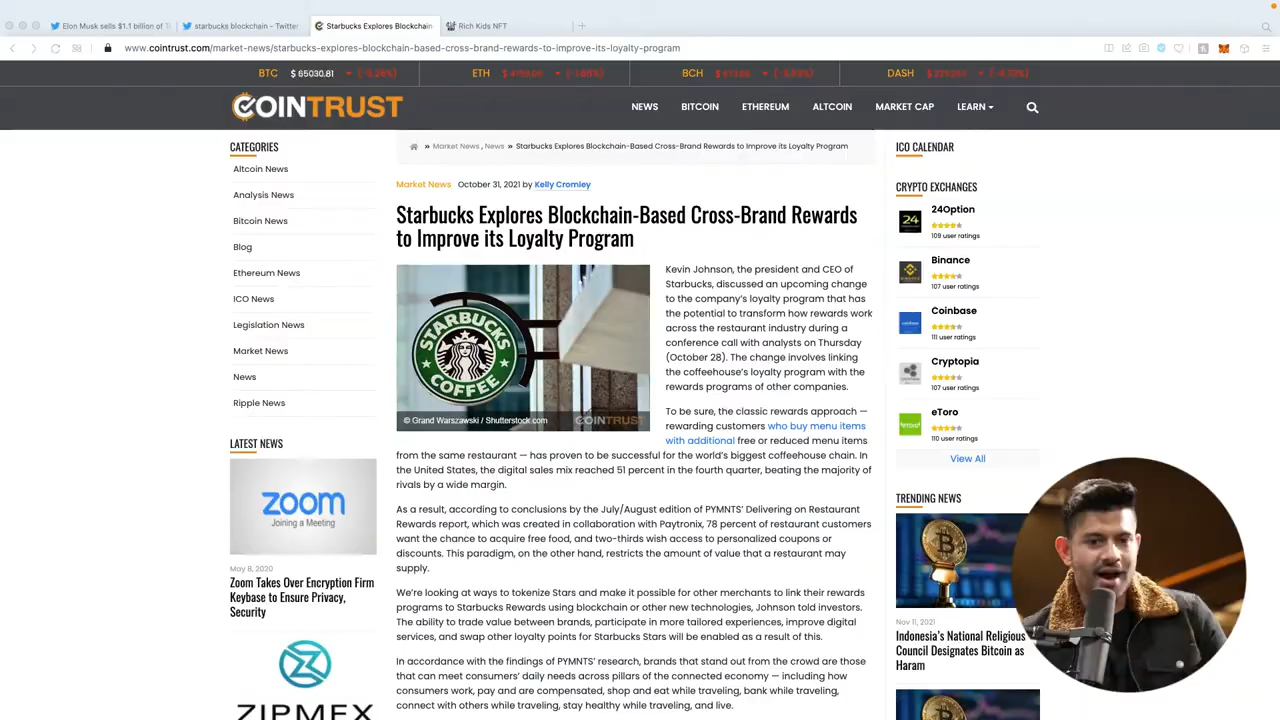 Elon Musk sells $1.1 billion of
starbucks blockchain - Twitter
Starbucks Explores Blockchain-
Rich Kids NFT
www.cointrust.com/market-news/starbucks-explores-blockchain-based-cross-brand-rewards-to-improve-its-loyalty-program
BTC $ 65030.81
ETH
BCH
DASH
COINTRUST
NEWS BITCOIN ETHEREUM ALTCOIN MARKET CAP LEARN
CATEGORIES
Altcoin News
Analysis News
Bitcoin News
Blog
Ethereum News
ICO News
Legislation News
Market News
News
Ripple News
LATEST NEWS
zoom
Joining a Meeting
May 8, 2020
Zoom Takes Over Encryption Firm
Keybase to Ensure Privacy,
Security
ZIPMEX
» Market News , News » Starbucks Explores Blockchain-Based Cross-Brand Rewards to Improve its Loyalty Program
Market News October 31, 2021 by Kelly Cromley
Starbucks Explores Blockchain-Based Cross-Brand Rewards
to Improve its Loyalty Program
STARBUCKS
COFFEE
© Grand Warszawski / Shutterstock.com
COINTRUST
Kevin Johnson, the president and CEO of
Starbucks, discussed an upcoming change
to the company's loyalty program that has
the potential to transform how rewards work
across the restaurant industry during a
conference call with analysts on Thursday
(October 28). The change involves linking
the coffeehouse's loyalty program with the
rewards programs of other companies.
To be sure, the classic rewards approach —
rewarding customers who buy menu items
with additional free or reduced menu items
from the same restaurant — has proven to be successful for the world's biggest coffeehouse chain. In
the United States, the digital sales mix reached 51 percent in the fourth quarter, beating the majority of
rivals by a wide margin.
As a result, according to conclusions by the July/August edition of PYMNTS' Delivering on Restaurant
Rewards report, which was created in collaboration with Paytronix, 78 percent of restaurant customers
want the chance to acquire free food, and two-thirds wish access to personalized coupons or
discounts. This paradigm, on the other hand, restricts the amount of value that a restaurant may
supply.
We're looking at ways to tokenize Stars and make it possible for other merchants to link their rewards
programs to Starbucks Rewards using blockchain or other new technologies, Johnson told investors.
The ability to trade value between brands, participate in more tailored experiences, improve digital
services, and swap other loyalty points for Starbucks Stars will be enabled as a result of this.
In accordance with the findings of PYMNTS' research, brands that stand out from the crowd are those
that can meet consumers' daily needs across pillars of the connected economy — including how
consumers work, pay and are compensated, shop and eat while traveling, bank while traveling,
connect with others while traveling, stay healthy while traveling, and live.
ICO CALENDAR
CRYPTO EXCHANGES
24
24Option
109 user ratings
Binance
107 user ratings
Coinbase
111 user ratings
Cryptopia
107 user ratings
eToro
110 user ratings
View All
TRENDING NEWS
Nov 11, 2021
Indonesia's National Religious
Council Designates Bitcoin as
Haram